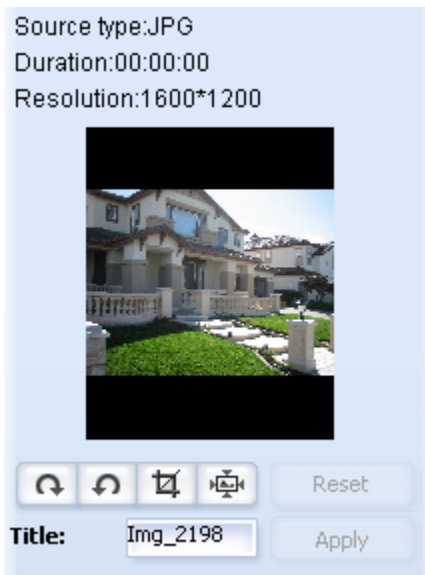 Source type:JPG
Duration:00:00:00
Resolution:1600*1200
Reset
Title: Img_2198 Apply